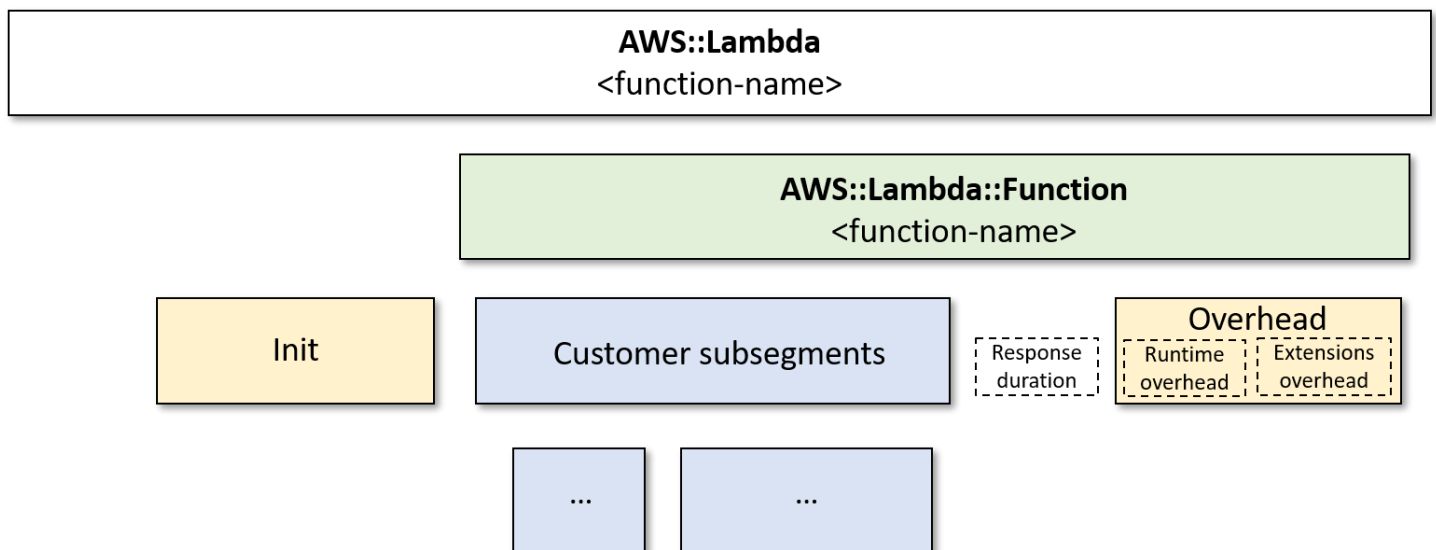 AWS::Lambda
<function-name>
AWS::Lambda::Function
<function-name>
Init
Customer subsegments
Response
duration
Overhead
Runtime
overhead
Extensions
overhead
...
...